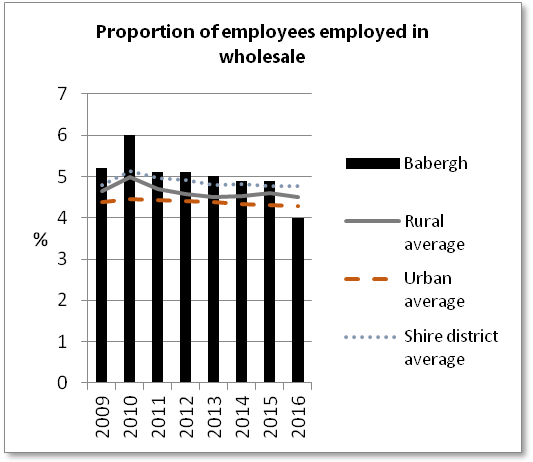 Proportion of employees employed in
wholesale
7
6
5
4
3
2
1
0
%
2009
2010
2011
2012
2013
2014
2015
2016
Babergh
Rural
average
Urban
average
Shire district
average